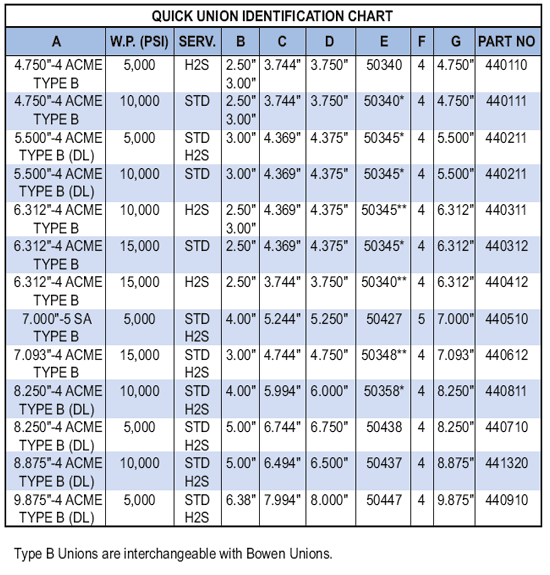 QUICK UNION IDENTIFICATION CHART
A W.P. (PSI) SERV. B C D E F G PART NO
4.750"-4 ACME 5,000 H2S 2.50" 3.744" 3.750" 50340 4 4.750" 440110
TYPE B 3.00"
4.750"-4 ACME 10,000 STD 2.50" 3.744" 3.750" 50340* 4 4.750" 440111
TYPE B 3.00"
5.500"-4 ACME 5,000 STD 3.00" 4.369" 4.375" 50345* 4 5.500" 440211
TYPE B (DL) H2S
5.500"-4 ACME 10,000 STD 3.00" 4.369" 4.375" 50345* 4 5.500" 440211
TYPE B (DL)
6.312"-4 ACME 10,000 H2S 2.50" 4.369" 4.375" 50345** 4 6.312" 440311
TYPE B 3.00"
6.312"-4 ACME 15,000 STD 2.50" 4.369" 4.375" 50345* 4 6.312" 440312
TYPE B
6.312"-4 ACME 15,000 H2S 2.50" 3.744" 3.750" 50340** 4 6.312" 440412
TYPE B
7.000"-5 SA 5,000 STD 4.00" 5.244" 5.250" 50427 5 7.000" 440510
TYPE B H2S
7.093"-4 ACME 15,000 STD 3.00" 4.744" 4.750" 50348** 4 7.093" 440612
TYPE B H2S
8.250"-4 ACME 10,000 STD 4.00" 5.994" 6.000" 50358* 4 8.250" 440811
TYPE B (DL) H2S
8.250"-4 ACME 5,000 STD 5.00" 6.744" 6.750" 50438 4 8.250" 440710
TYPE B (DL) H2S
8.875"-4 ACME 10,000 STD 5.00" 6.494" 6.500" 50437 4 8.875" 441320
TYPE B (DL) H2S
9.875"-4 ACME 5,000 STD 6.38" 7.994" 8.000" 50447 4 9.875" 440910
TYPE B (DL) H2S
Type B Unions are interchangeable with Bowen Unions.